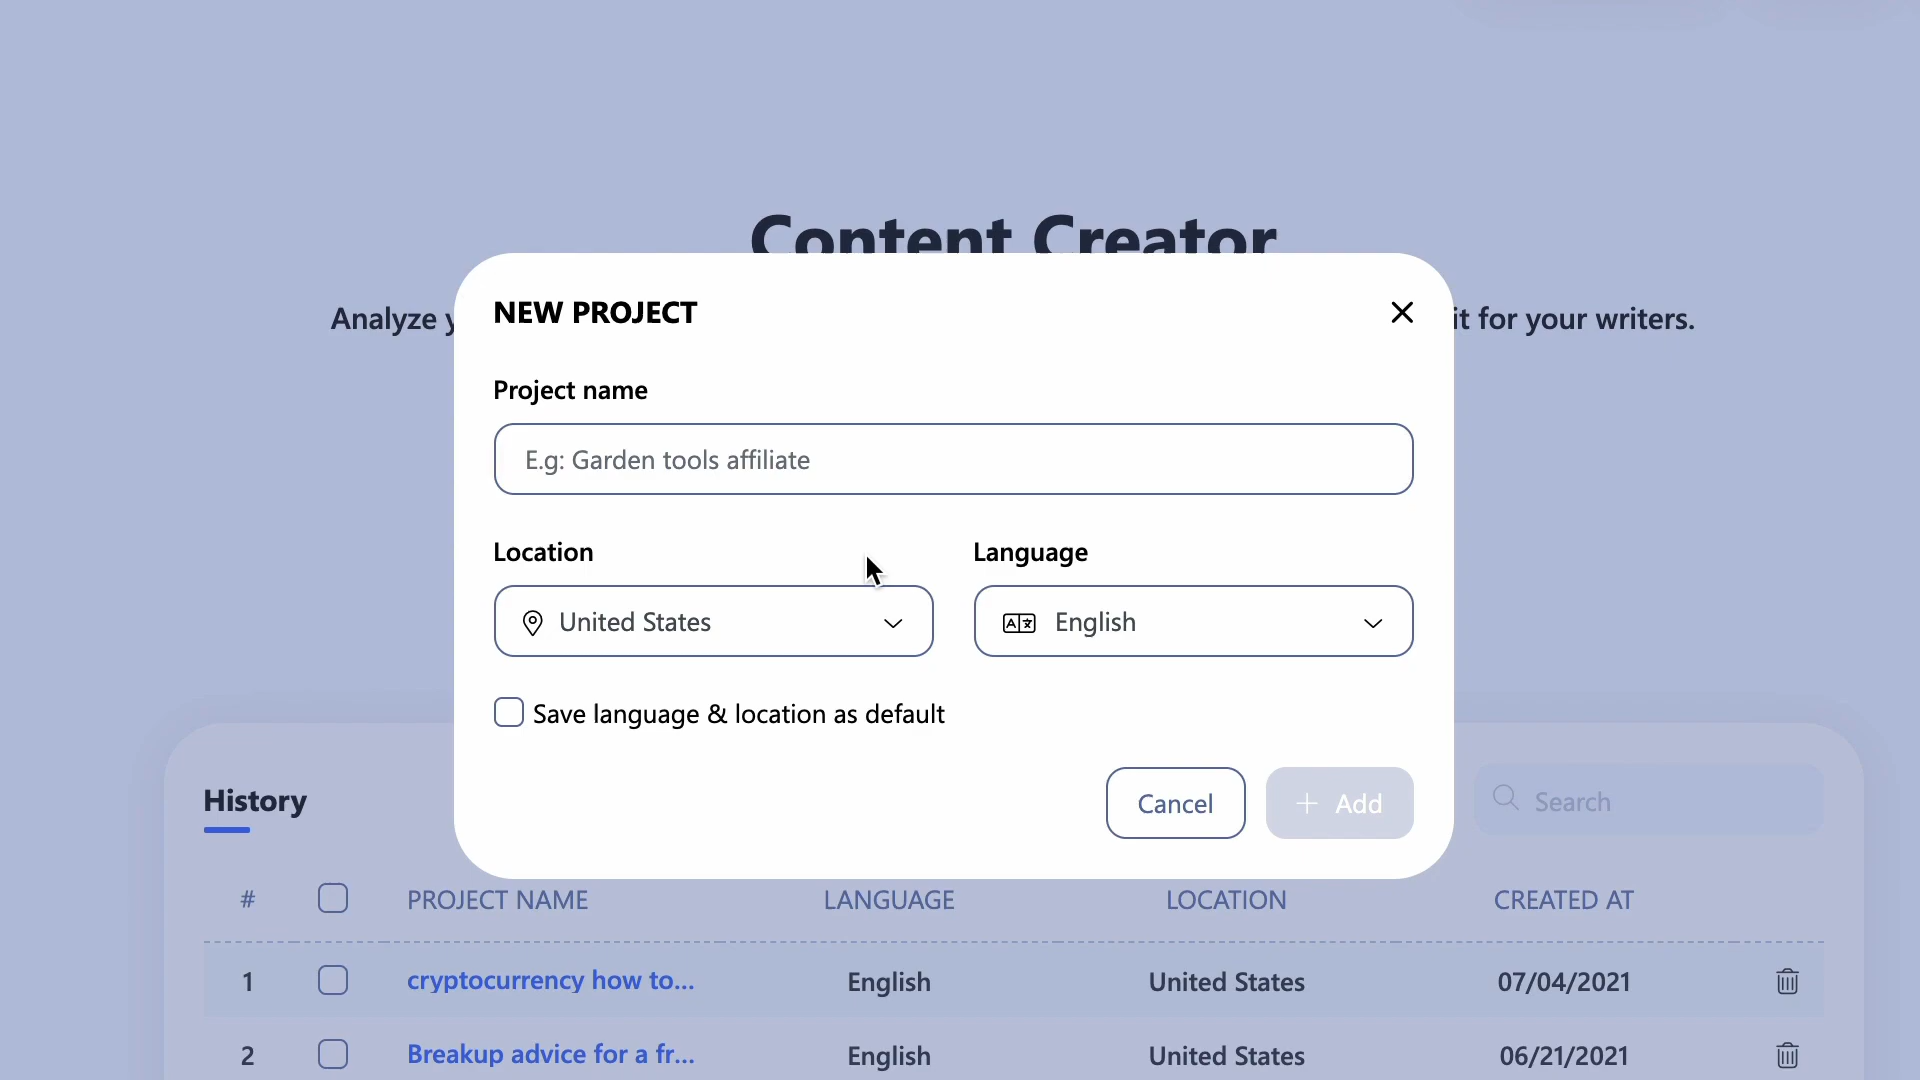 Content Creator
Analyze y
it for your writers.
NEW PROJECT
Project name
E.g: Garden tools affiliate
Location
Language
United States
English
Save language & location as default
Cancel
+ Add
History
Search
# PROJECT NAME LANGUAGE LOCATION CREATED AT
1 cryptocurrency how to... English United States 07/04/2021
2 Breakup advice for a fr... English United States 06/21/2021